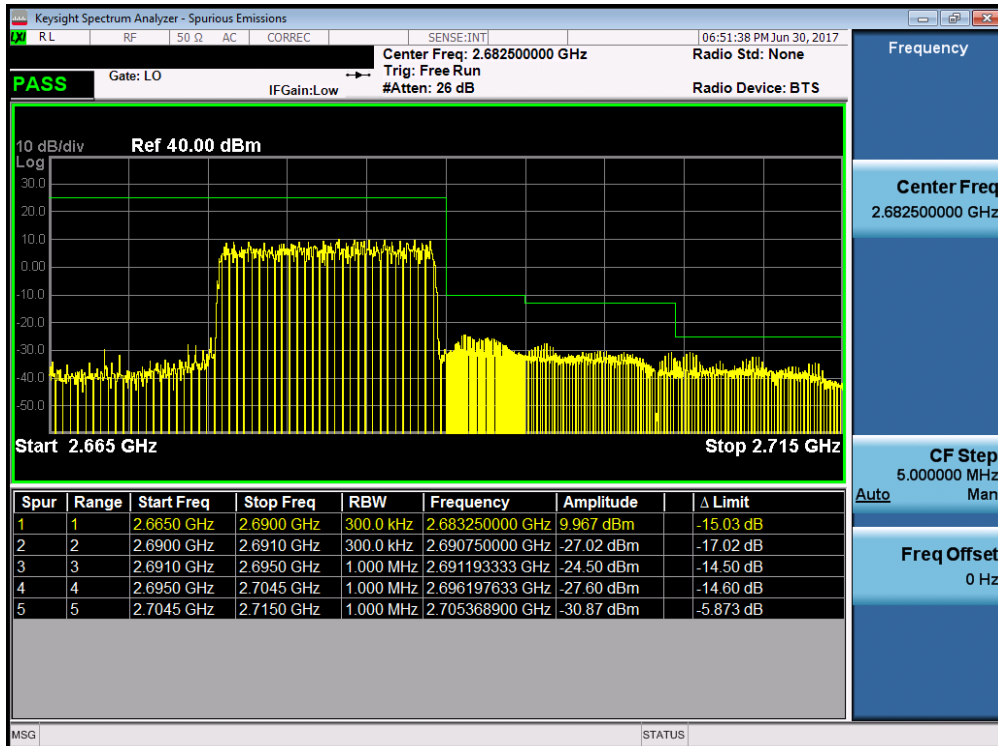 Keysight Spectrum Analyzer - Spurious Emissions
LXI RL RF 50 Ω AC CORREC SENSE:INT 06:51:38 PM Jun 30, 2017
Center Freq: 2.682500000 GHz Radio Std: None
Gate: LO Trig: Free Run
PASS IFGain:Low #Atten: 26 dB Radio Device: BTS
10 dB/div Ref 40.00 dBm
Log
30.0
20.0
10.0
0.00
-10.0
-20.0
-30.0
-40.0
-50.0
Start 2.665 GHz Stop 2.715 GHz
Spur Range Start Freq Stop Freq RBW Frequency Amplitude Δ Limit
1 1 2.6650 GHz 2.6900 GHz 300.0 kHz 2.683250000 GHz 9.967 dBm -15.03 dB
2 2 2.6900 GHz 2.6910 GHz 300.0 kHz 2.690750000 GHz -27.02 dBm -17.02 dB
3 3 2.6910 GHz 2.6950 GHz 1.000 MHz 2.691193333 GHz -24.50 dBm -14.50 dB
4 4 2.6950 GHz 2.7045 GHz 1.000 MHz 2.696197633 GHz -27.60 dBm -14.60 dB
5 5 2.7045 GHz 2.7150 GHz 1.000 MHz 2.705368900 GHz -30.87 dBm -5.873 dB
MSG STATUS
Frequency
Center Freq
2.682500000 GHz
CF Step
5.000000 MHz
Auto Man
Freq Offset
0 Hz